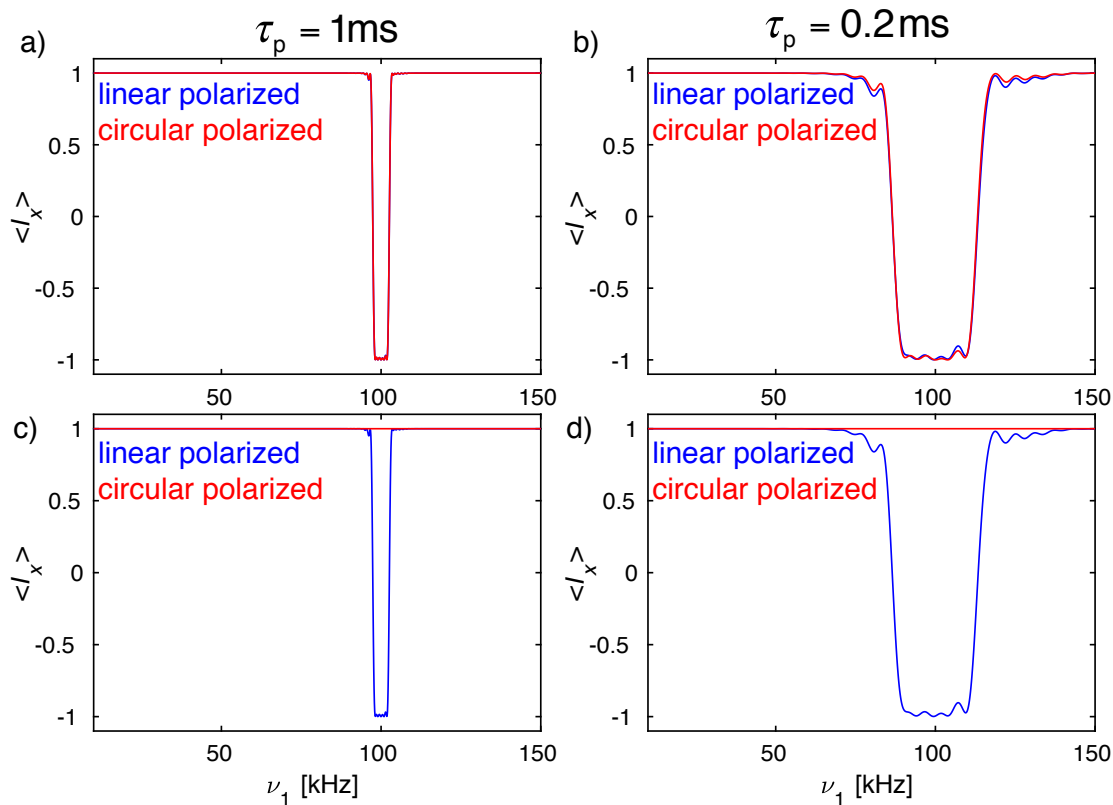 τp = 1ms
τp = 0.2ms
a)
b)
1
0.5
0
-0.5
-1
<Ix>
linear polarized
circular polarized
50
100
150
1
0.5
0
-0.5
-1
<Ix>
linear polarized
circular polarized
50
100
150
c)
d)
1
0.5
0
-0.5
-1
<Ix>
linear polarized
circular polarized
50
100
150
ν1 [kHz]
1
0.5
0
-0.5
-1
<Ix>
linear polarized
circular polarized
50
100
150
ν1 [kHz]